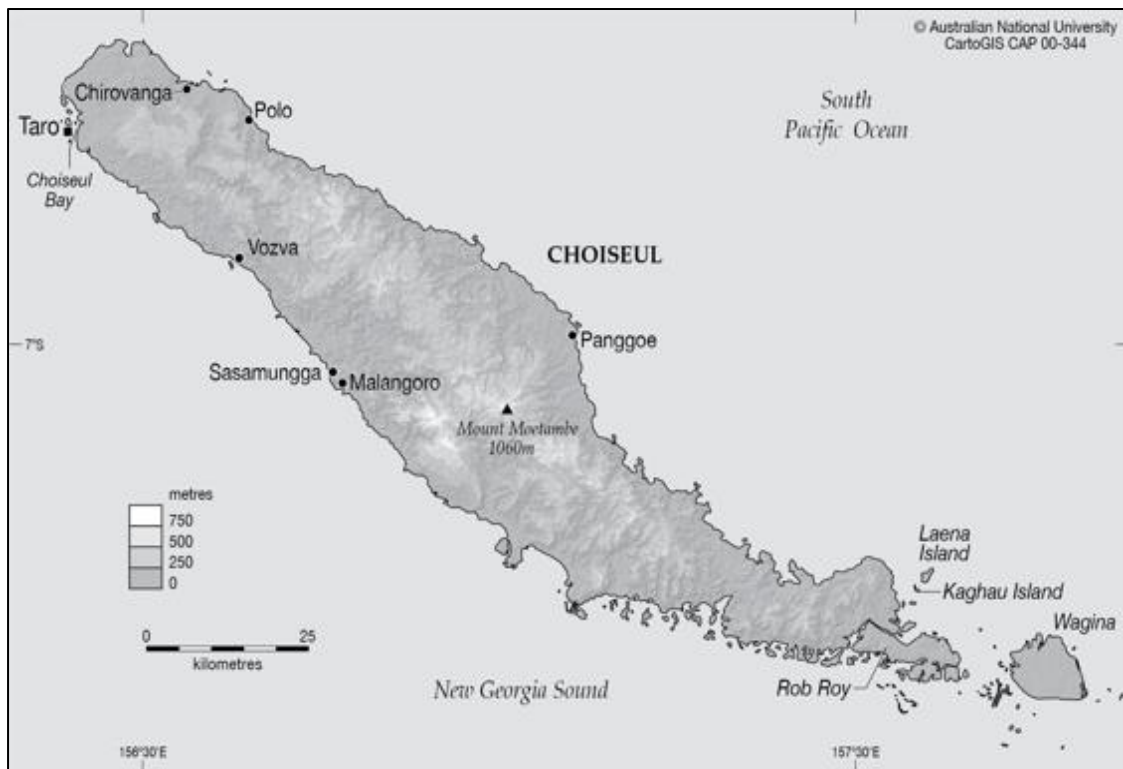 © Australian National University
CartoGIS CAP 00-344
Chirovanga
Polo
South
Pacific Ocean
Taro
Choiseul
Bay
Vozva
CHOISEUL
7°S
Panggoe
Sasamungga
Malangoro
Mount Moetambe
1060m
metres
750
500
250
0
Laena
Island
Kaghau Island
Wagina
0 25
kilometres
Rob Roy
New Georgia Sound
156°30'E
157°30'E